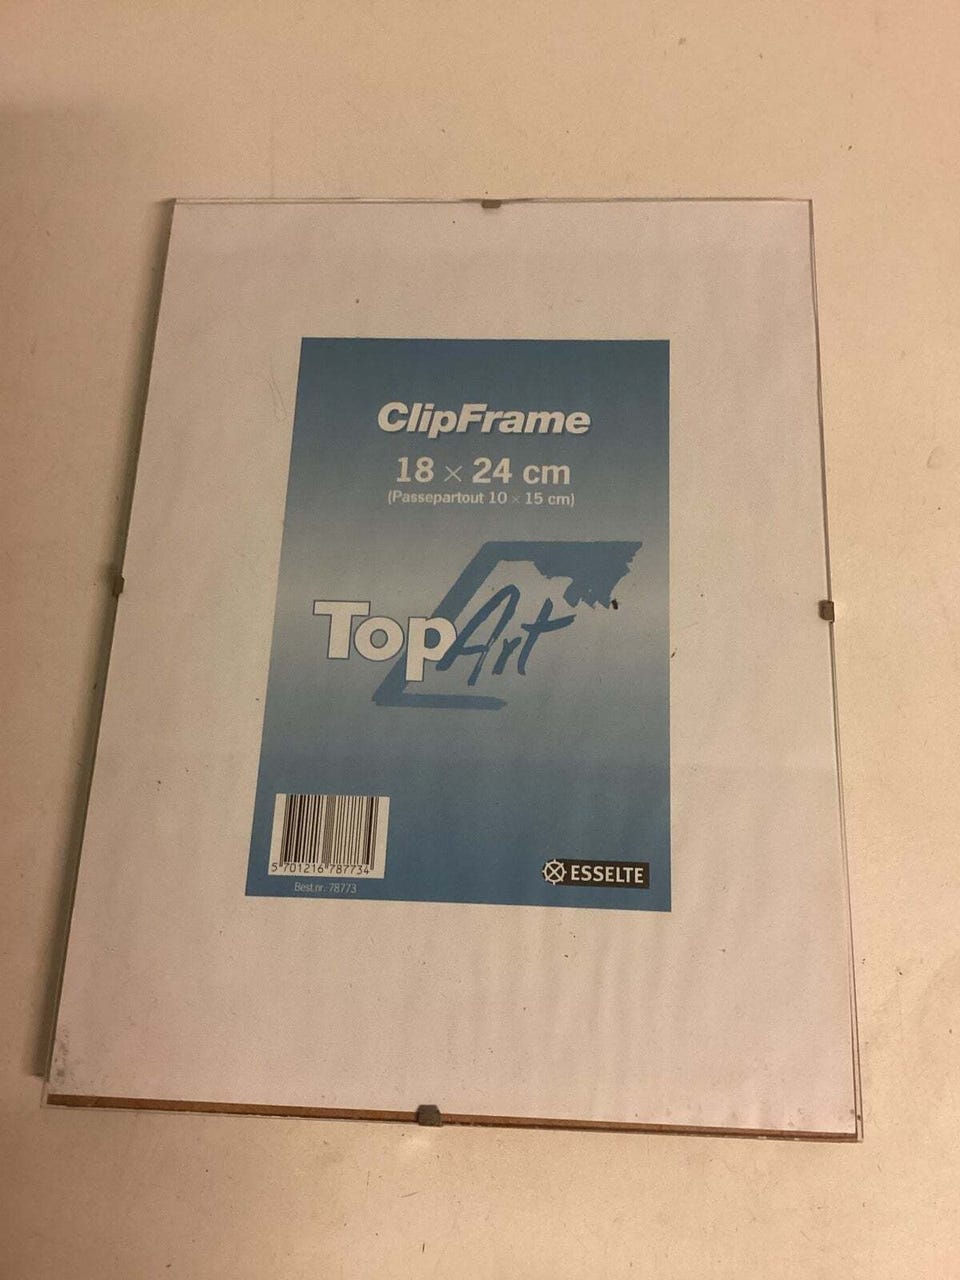 ClipFrame
18 × 24 cm
(Passepartout 10 × 15 cm)
TopArt
5 701216 787734
Best.nr. 78773
ESSELTE